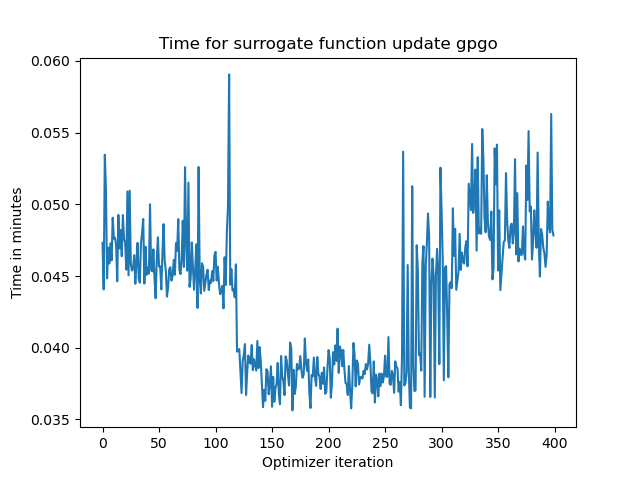 Time for surrogate function update gpgo
0.060
0.055
0.050
0.045
0.040
0.035
Time in minutes
0 50 100 150 200 250 300 350 400
Optimizer iteration